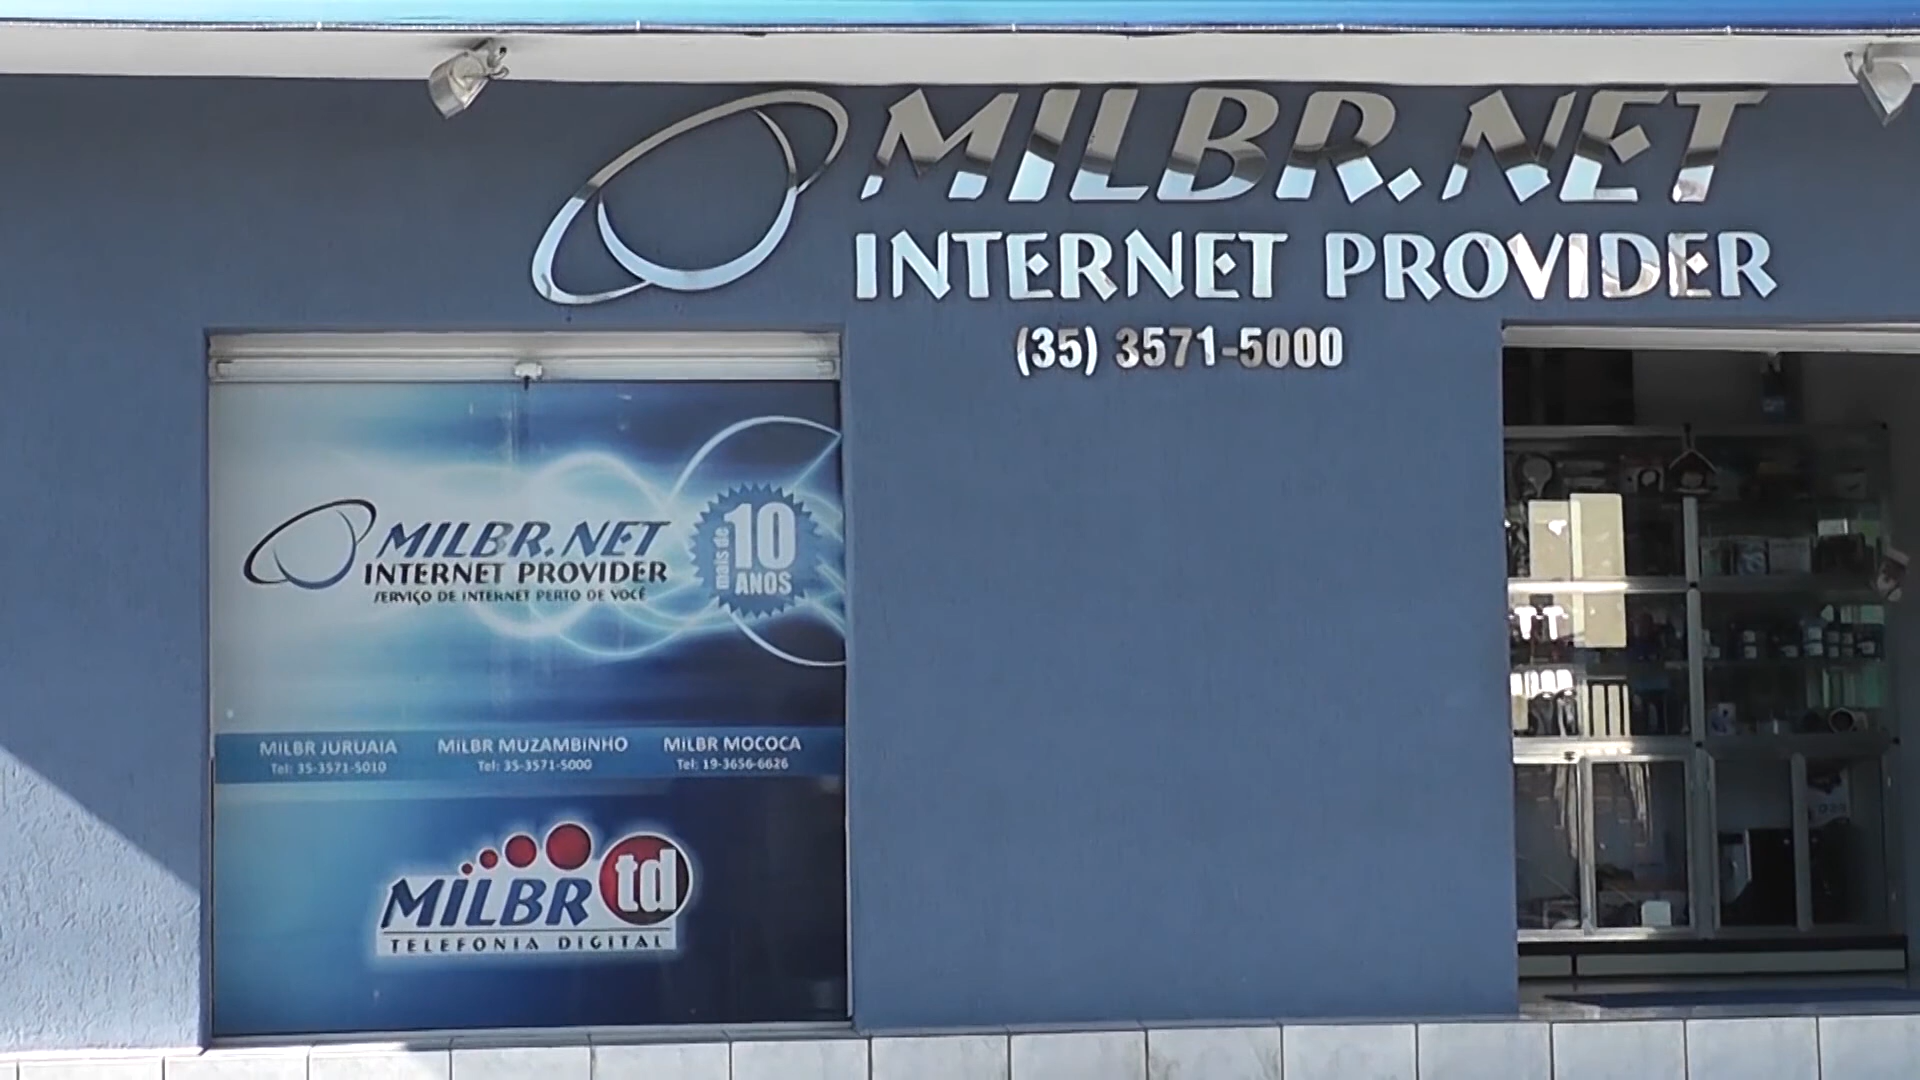 MILBR.NET
INTERNET PROVIDER
(35) 3571-5000
MILBR.NET
INTERNET PROVIDER
SERVIÇO DE INTERNET PERTO DE VOCÊ
mais de
10
ANOS
MILBR JURUAIA MILBR MUZAMBINHO MILBR MOCOCA
Tel: 35-3571-5010 Tel: 35-3571-5000 Tel: 19-3656-6626
MILBR td
TELEFONIA DIGITAL